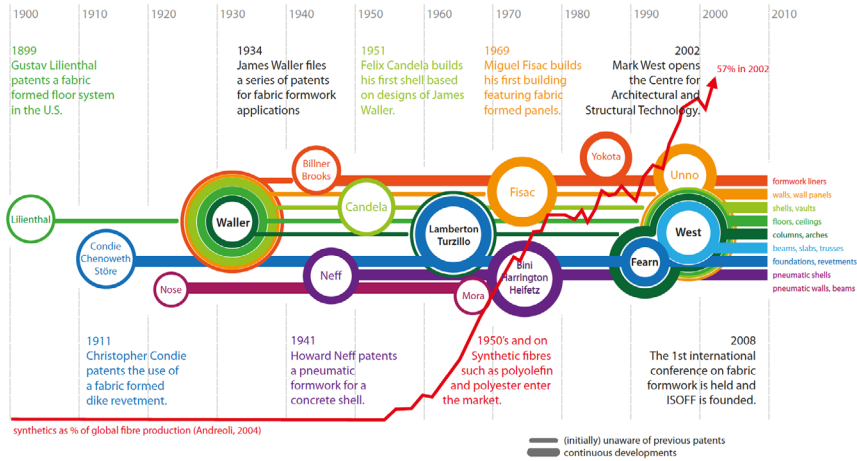 1900 1910 1920 1930 1940 1950 1960 1970 1980 1990 2000 2010
1899
Gustav Lilienthal
patents a fabric
formed floor system
in the U.S.
1934
James Waller files
a series of patents
for fabric formwork
applications
1951
Felix Candela builds
his first shell based
on designs of James
Waller.
1969
Miguel Fisac builds
his first building
featuring fabric
formed panels.
2002
Mark West opens
the Centre for
Architectural and
Structural Technology.
57% in 2002
Lilienthal
Condie
Chenoweth
Störe
Nose
Waller
Billner
Brooks
Candela
Neff
Lamberton
Turzillo
Mora
Fisac
Bini
Harrington
Heifetz
Yokota
Unno
West
Fearn
formwork liners
walls, wall panels
shells, vaults
floors, ceilings
columns, arches
beams, slabs, trusses
foundations, revetments
pneumatic shells
pneumatic walls, beams
1911
Christopher Condie
patents the use of
a fabric formed
dike revetment.
1941
Howard Neff patents
a pneumatic
formwork for a
concrete shell.
1950's and on
Synthetic fibres
such as polyolefin
and polyester enter
the market.
2008
The 1st international
conference on fabric
formwork is held and
ISOFF is founded.
synthetics as % of global fibre production (Andreoli, 2004)
(initially) unaware of previous patents
continuous developments